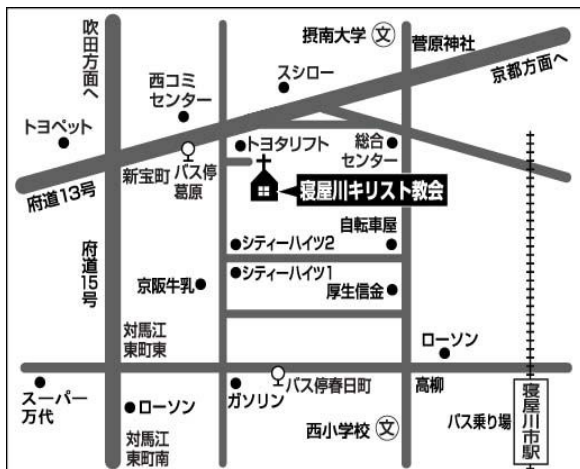 吹田方面へ
摂南大学 文
菅原神社
京都方面へ
西コミ
センター
スシロー
トヨペット
トヨタリフト
総合
センター
新宝町
バス停
葛原
府道13号
寝屋川キリスト教会
自転車屋
シティーハイツ2
府道15号
シティーハイツ1
京阪牛乳
厚生信金
対馬江
東町東
ローソン
スーパー
万代
ガソリン
バス停春日町
高柳
バス乗り場
寝屋川市駅
ローソン
西小学校 文
対馬江
東町南